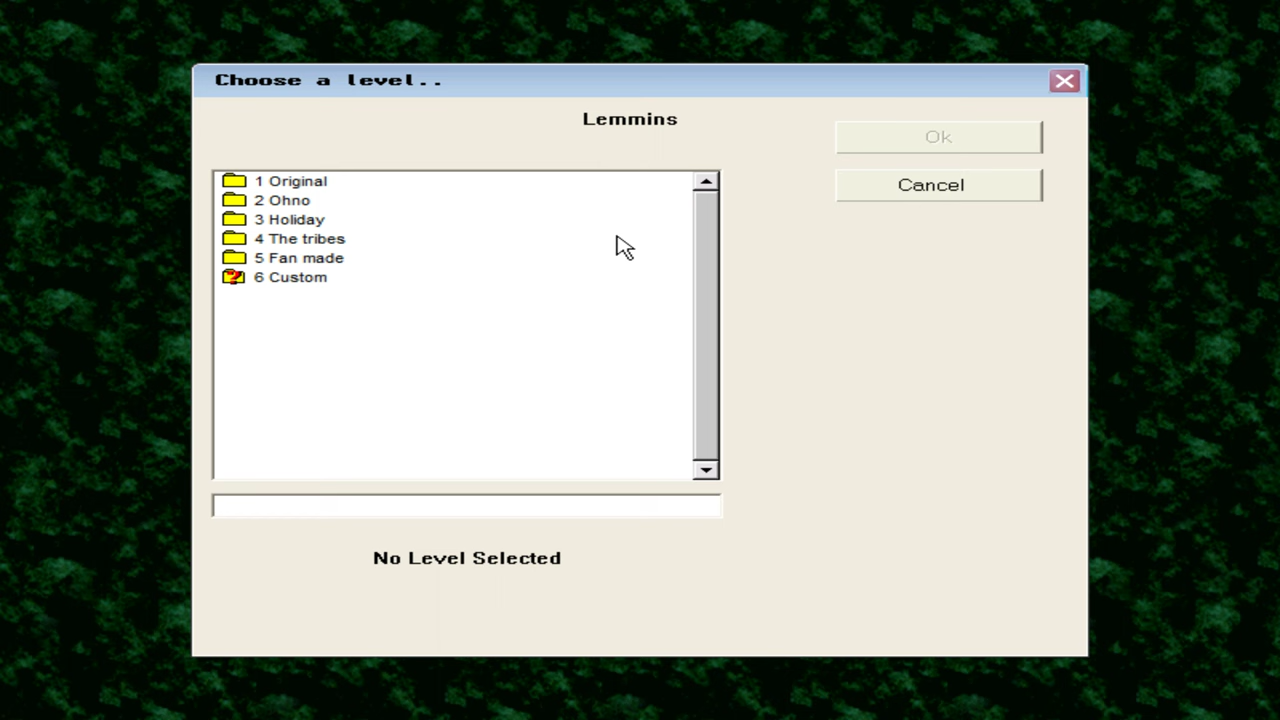 Choose a level..
Lemmins
Ok
Cancel
1 Original
2 Ohno
3 Holiday
4 The tribes
5 Fan made
6 Custom
No Level Selected